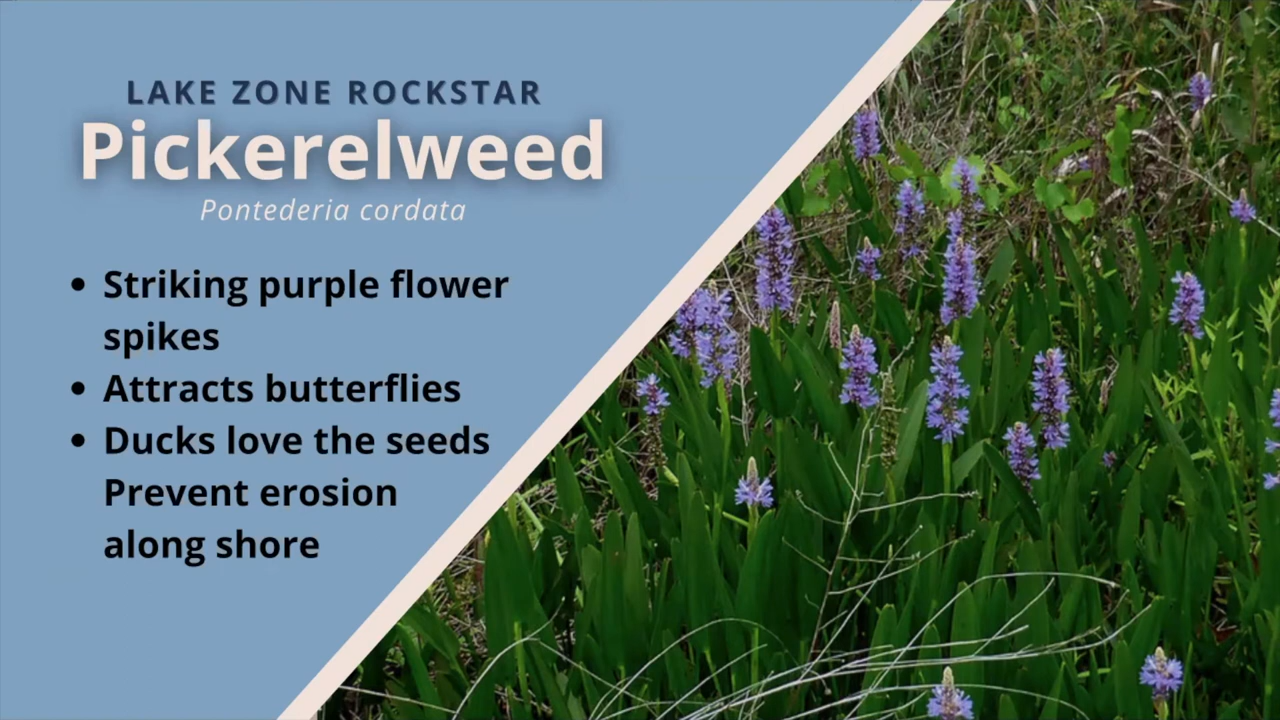 LAKE ZONE ROCKSTAR
Pickerelweed
Pontederia cordata
• Striking purple flower
spikes
• Attracts butterflies
• Ducks love the seeds
Prevent erosion
along shore